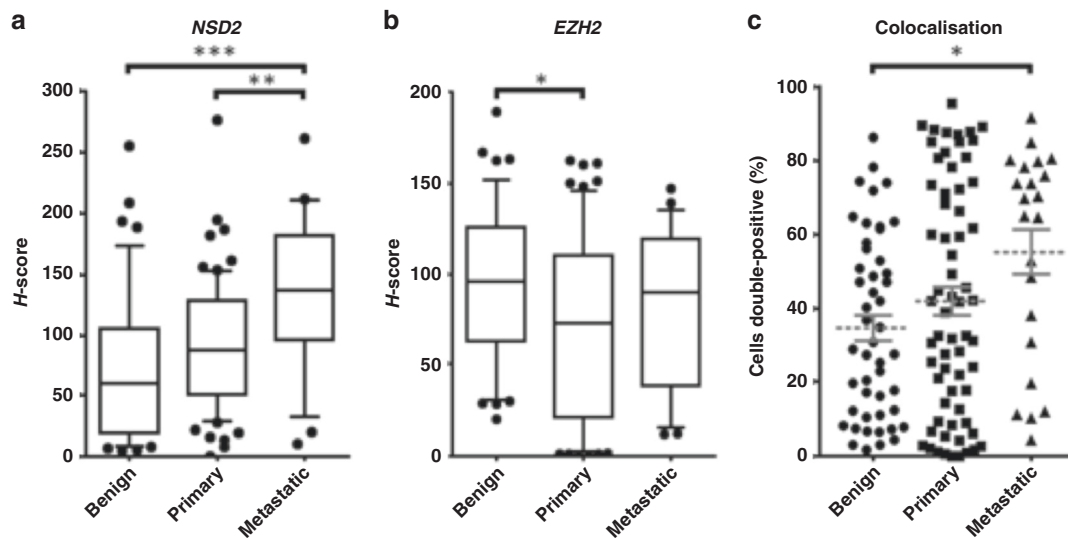 a
NSD2
***
**
H-score
300
250
200
150
100
50
0
Benign
Primary
Metastatic
b
EZH2
*
H-score
200
150
100
50
0
Benign
Primary
Metastatic
c
Colocalisation
*
Cells double-positive (%)
100
80
60
40
20
0
Benign
Primary
Metastatic